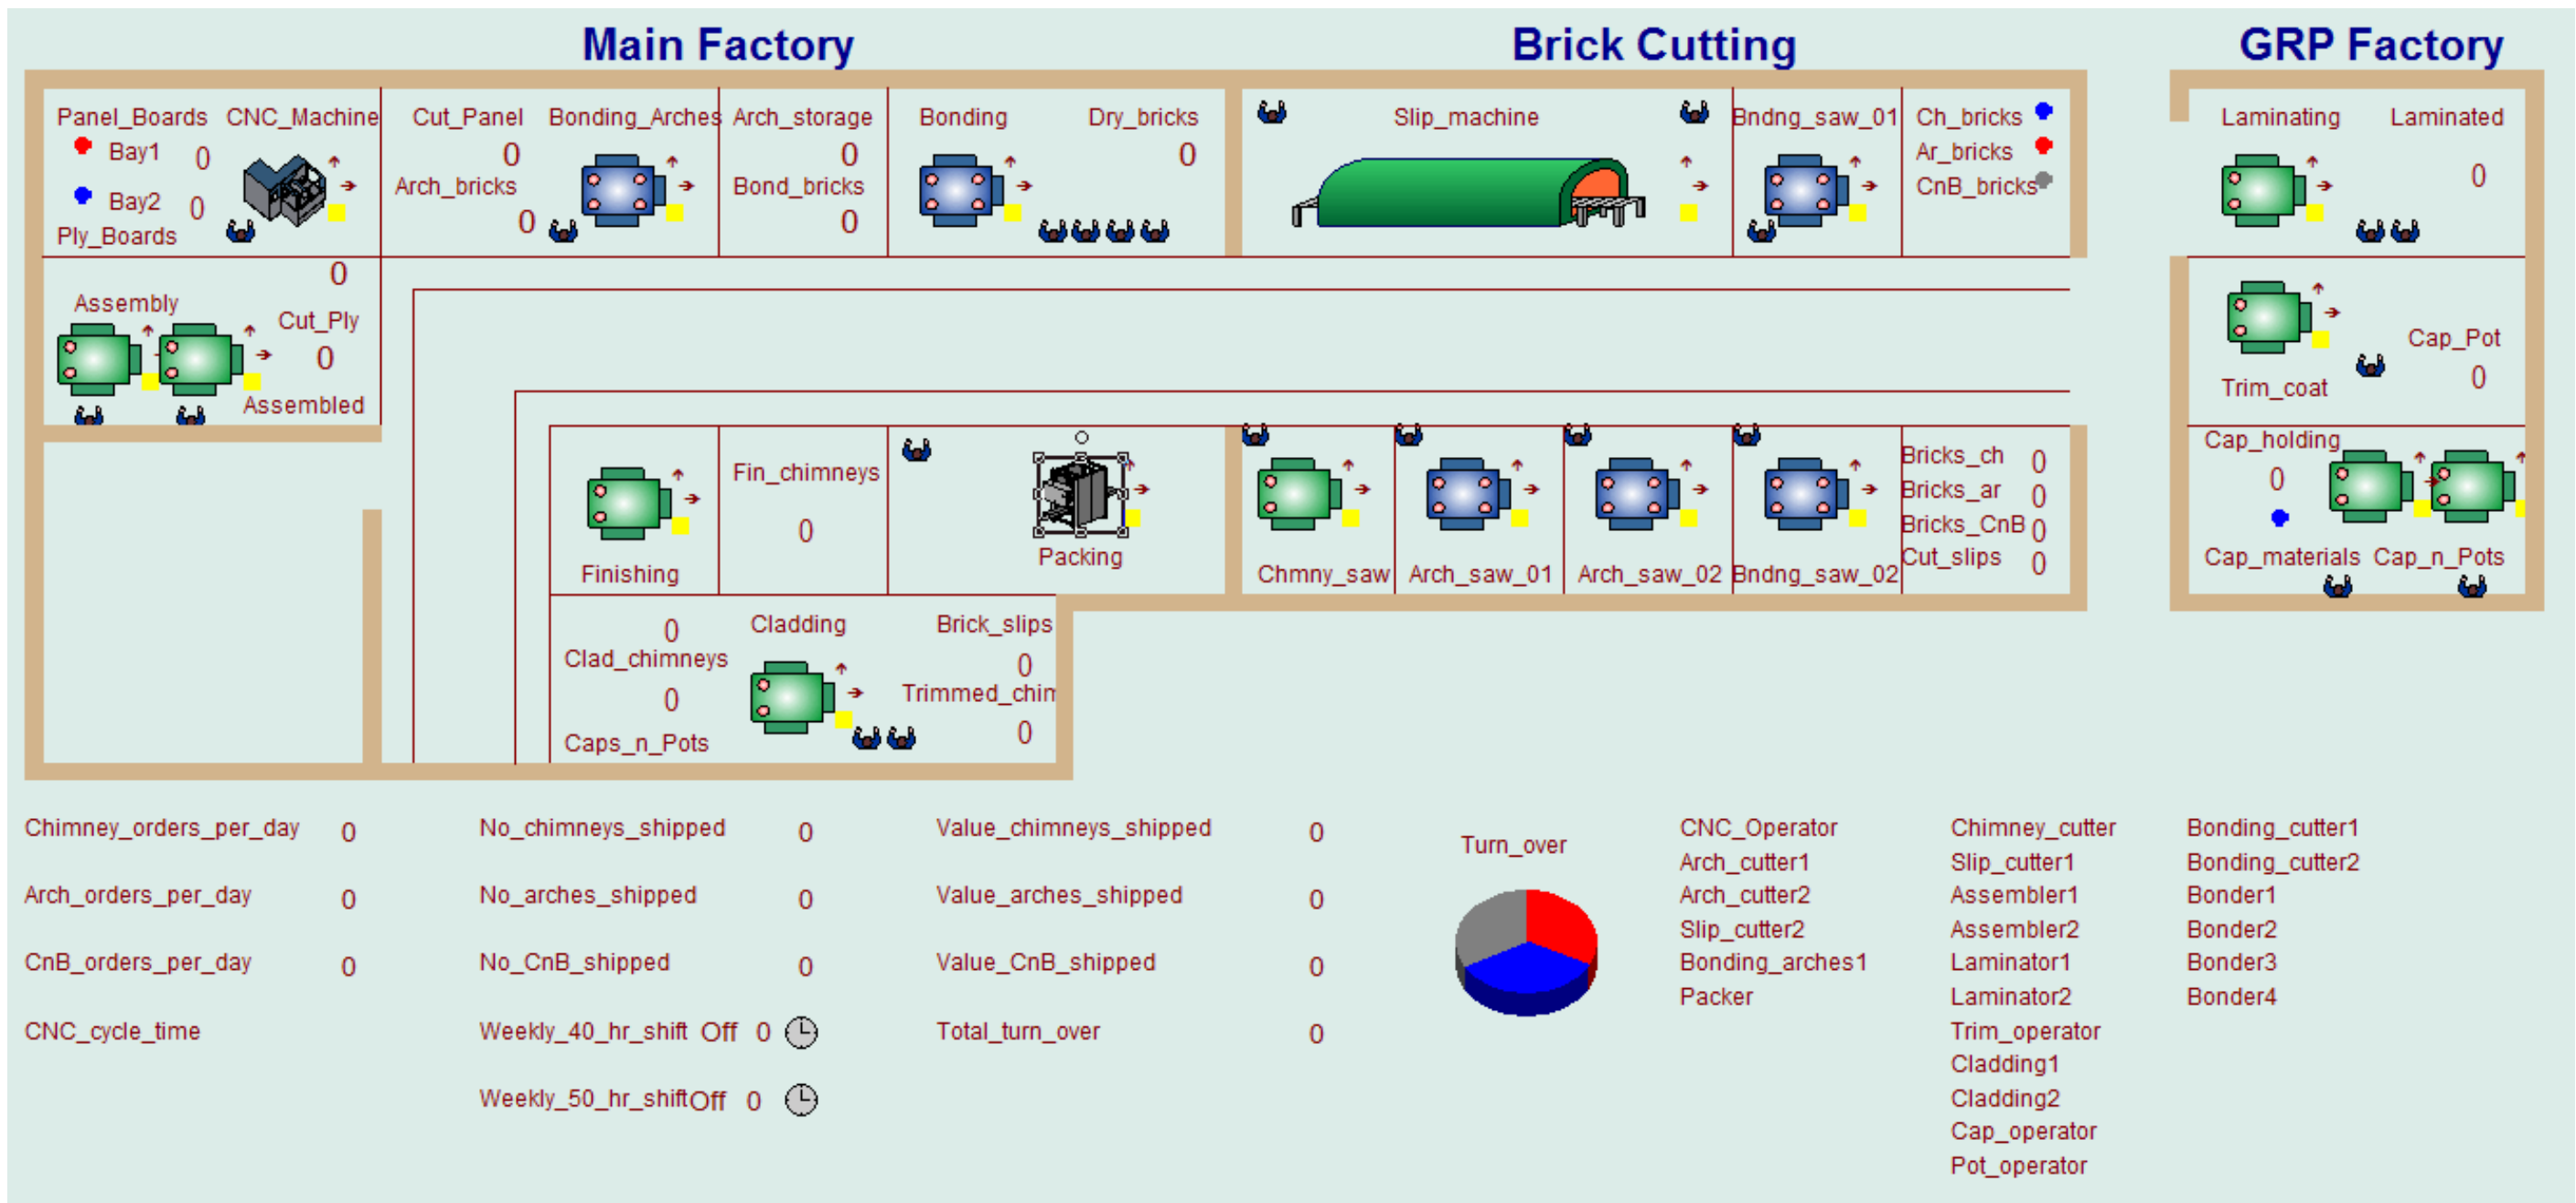 Main Factory
Brick Cutting
GRP Factory
Panel_Boards
CNC_Machine
Bay1 0
Bay2 0
Ply_Boards
Cut_Panel
0
Arch_bricks
0
Bonding_Arches
Arch_storage
0
Bond_bricks
0
Bonding
Dry_bricks
0
Slip_machine
Bndng_saw_01
Ch_bricks
Ar_bricks
CnB_bricks
Laminating
Laminated
0
0
Assembly
Cut_Ply
0
Assembled
Cap_Pot
0
Trim_coat
Finishing
Fin_chimneys
0
Packing
Chmny_saw
Arch_saw_01
Arch_saw_02
Bndng_saw_02
Bricks_ch 0
Bricks_ar 0
Bricks_CnB 0
Cut_slips 0
Cap_holding
0
Cap_materials
Cap_n_Pots
0
Clad_chimneys
0
Caps_n_Pots
Cladding
Brick_slips
0
Trimmed_chim
0
Chimney_orders_per_day 0
Arch_orders_per_day 0
CnB_orders_per_day 0
CNC_cycle_time
No_chimneys_shipped 0
No_arches_shipped 0
No_CnB_shipped 0
Weekly_40_hr_shift Off 0
Weekly_50_hr_shift Off 0
Value_chimneys_shipped 0
Value_arches_shipped 0
Value_CnB_shipped 0
Total_turn_over 0
Turn_over
CNC_Operator
Arch_cutter1
Arch_cutter2
Slip_cutter2
Bonding_arches1
Packer
Chimney_cutter
Slip_cutter1
Assembler1
Assembler2
Laminator1
Laminator2
Trim_operator
Cladding1
Cladding2
Cap_operator
Pot_operator
Bonding_cutter1
Bonding_cutter2
Bonder1
Bonder2
Bonder3
Bonder4